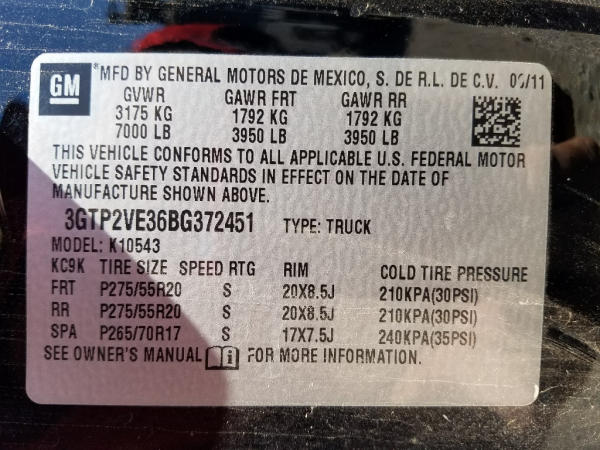 GM
MFD BY GENERAL MOTORS DE MEXICO, S. DE R.L. DE C.V.
GVWR GAWR FRT GAWR RR
3175 KG 1792 KG 1792 KG
7000 LB 3950 LB 3950 LB
THIS VEHICLE CONFORMS TO ALL APPLICABLE U.S. FEDERAL MOTOR
VEHICLE SAFETY STANDARDS IN EFFECT ON THE DATE OF
MANUFACTURE SHOWN ABOVE.
3GTP2VE36BG372451 TYPE: TRUCK
MODEL: K10543
KC9K TIRE SIZE SPEED RTG RIM COLD TIRE PRESSURE
FRT P275/55R20 S 20X8.5J 210KPA(30PSI)
RR P275/55R20 S 20X8.5J 210KPA(30PSI)
SPA P265/70R17 S 17X7.5J 240KPA(35PSI)
SEE OWNER'S MANUAL i FOR MORE INFORMATION.